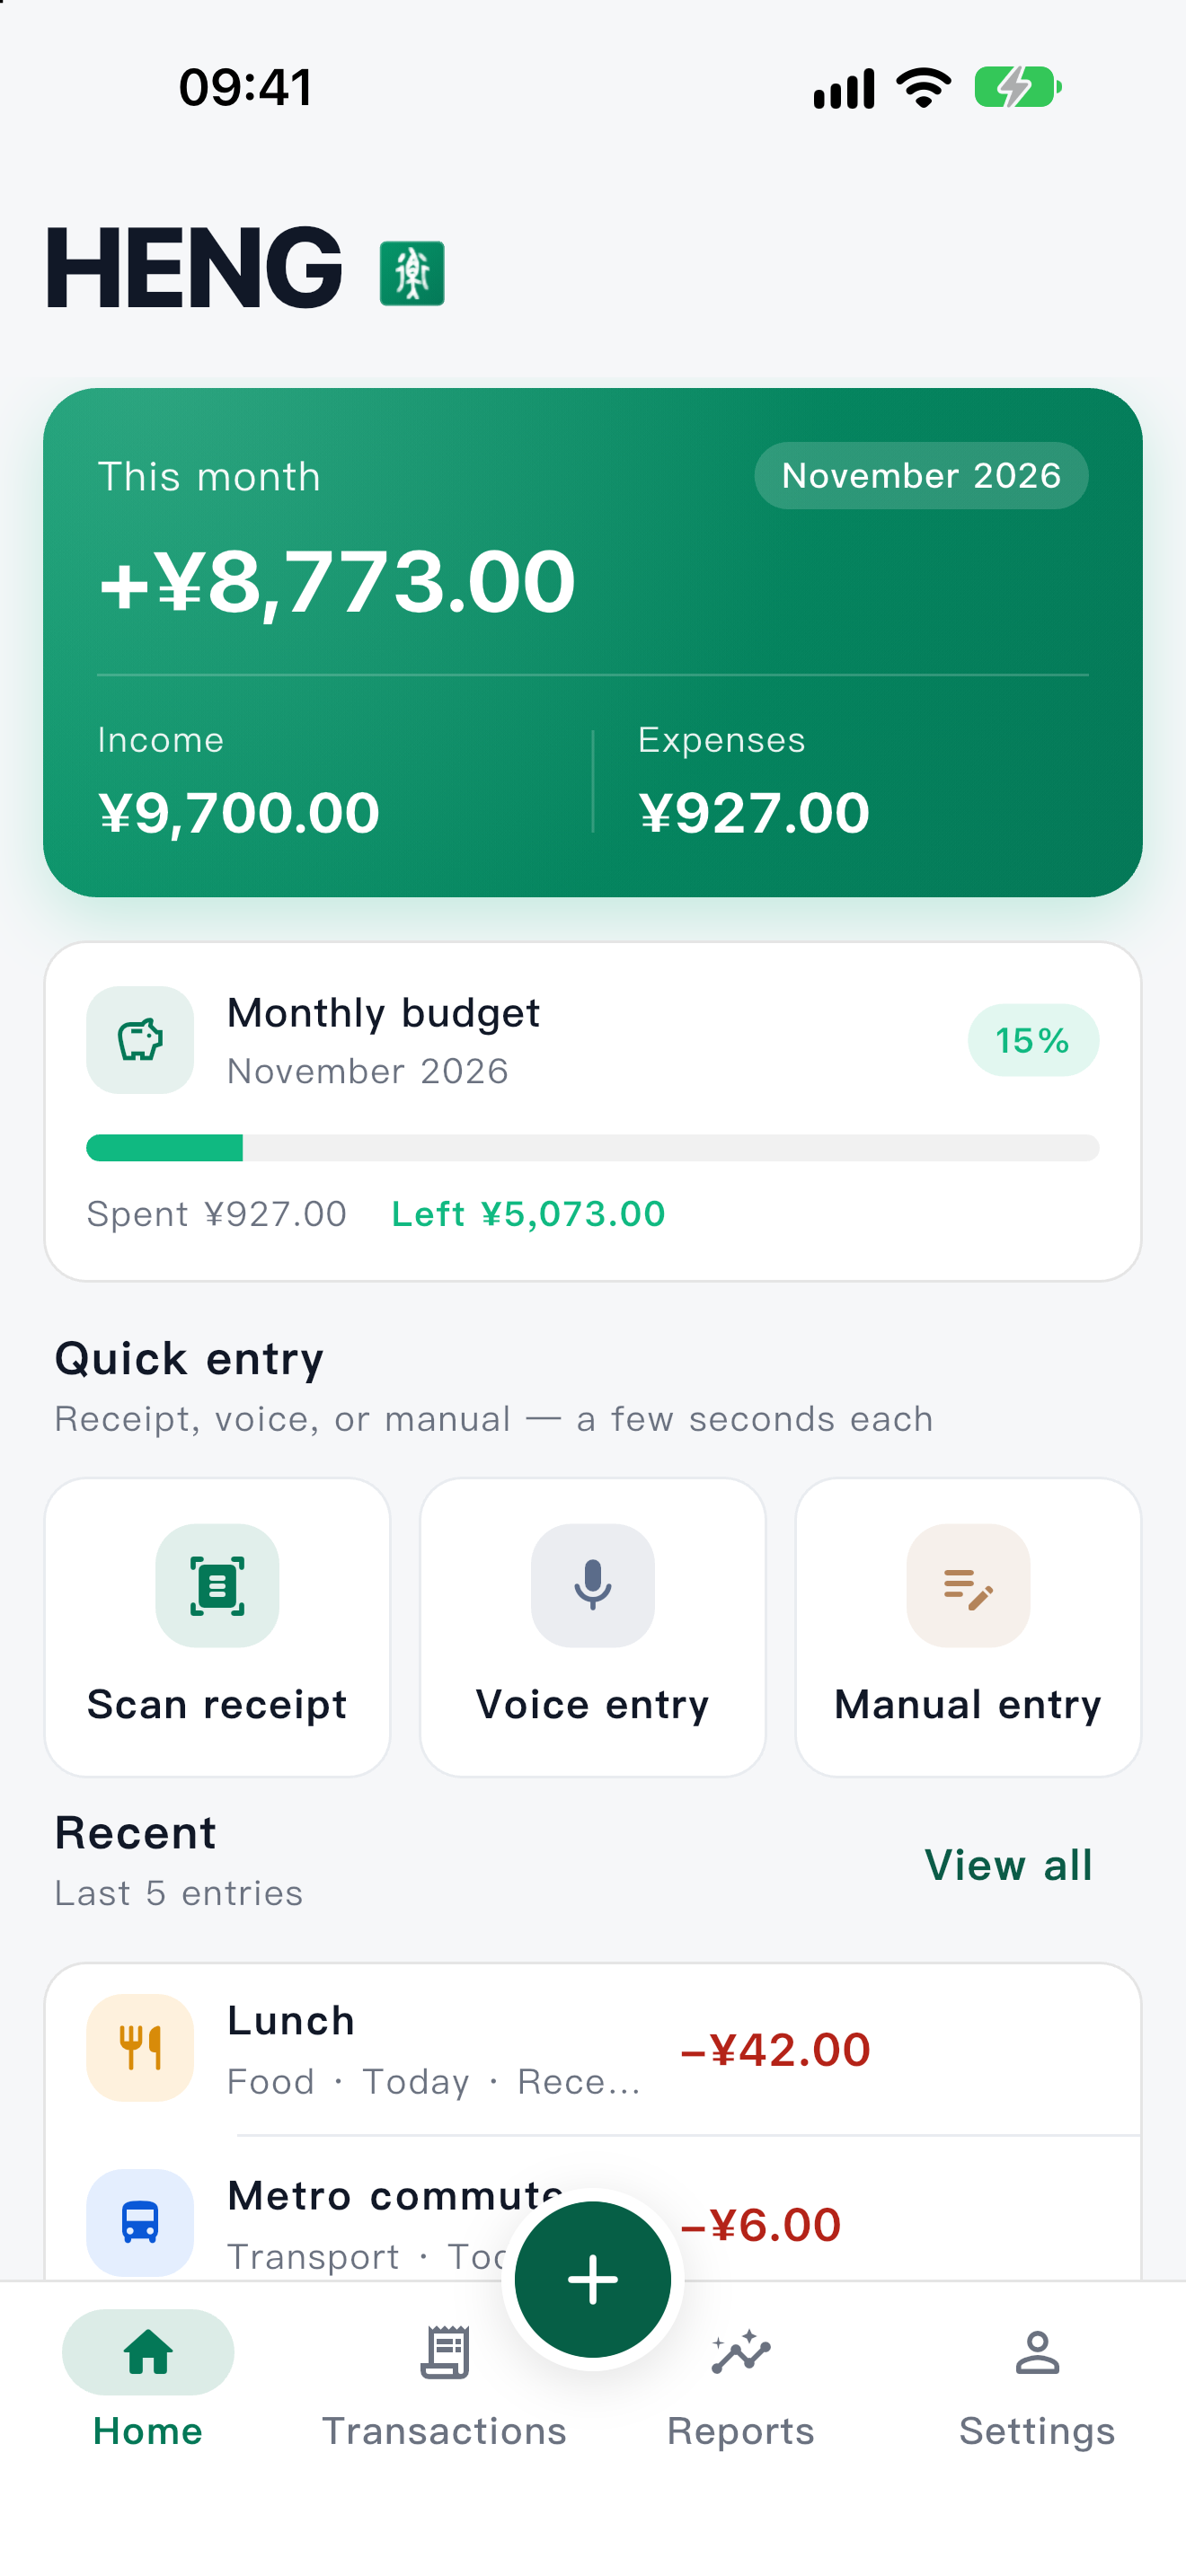 09:41
HENG 衡
This month November 2026
+¥8,773.00
Income Expenses
¥9,700.00 ¥927.00
Monthly budget
November 2026
15%
Spent ¥927.00 Left ¥5,073.00
Quick entry
Receipt, voice, or manual — a few seconds each
Scan receipt Voice entry Manual entry
Recent
Last 5 entries
View all
Lunch
Food · Today · Rece...
−¥42.00
Metro commute
Transport ·
−¥6.00
Home Transactions Reports Settings